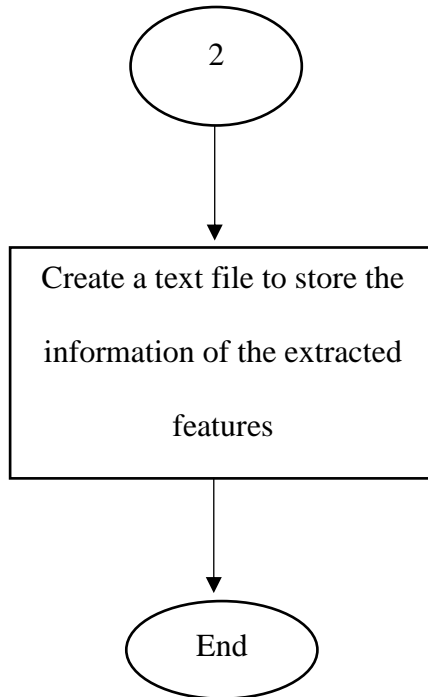 2
Create a text file to store the
information of the extracted
features
End